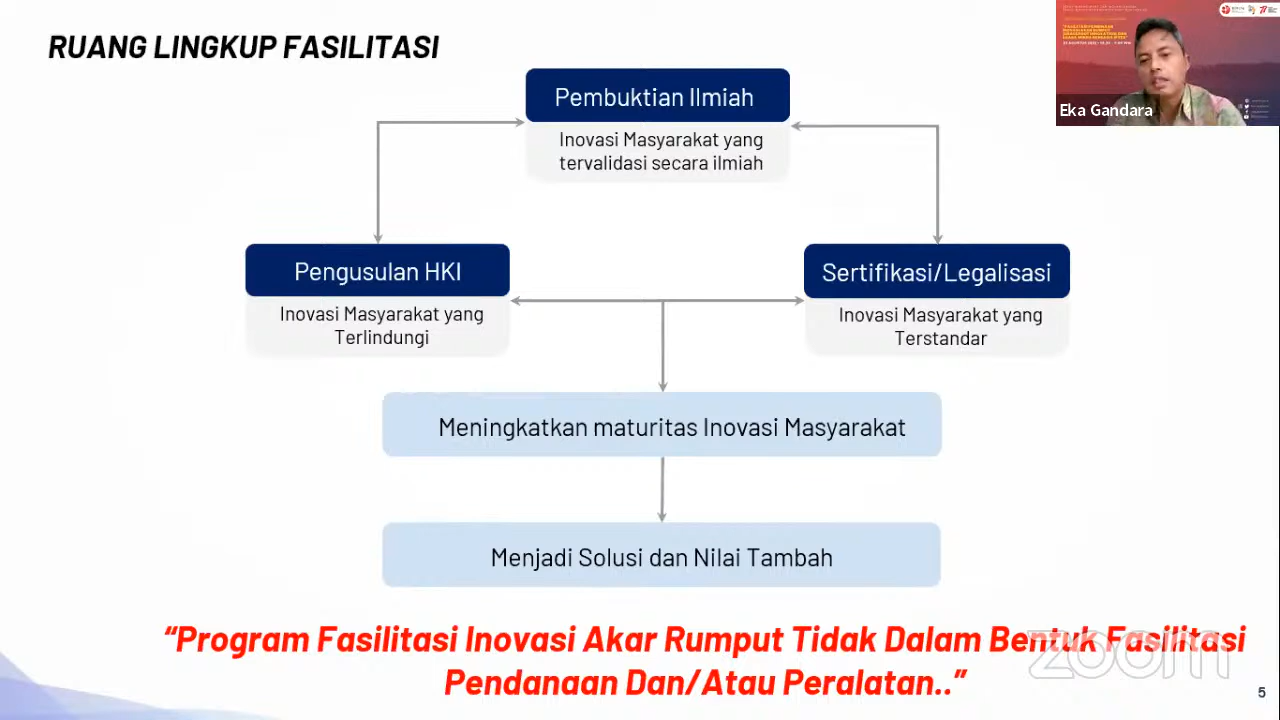 RUANG LINGKUP FASILITASI
Eka Gandara
Pembuktian Ilmiah
Inovasi Masyarakat yang
tervalidasi secara ilmiah
Pengusulan HKI
Inovasi Masyarakat yang
Terlindungi
Sertifikasi/Legalisasi
Inovasi Masyarakat yang
Terstandar
Meningkatkan maturitas Inovasi Masyarakat
Menjadi Solusi dan Nilai Tambah
“Program Fasilitasi Inovasi Akar Rumput Tidak Dalam Bentuk Fasilitasi
Pendanaan Dan/Atau Peralatan..”
zoom
5